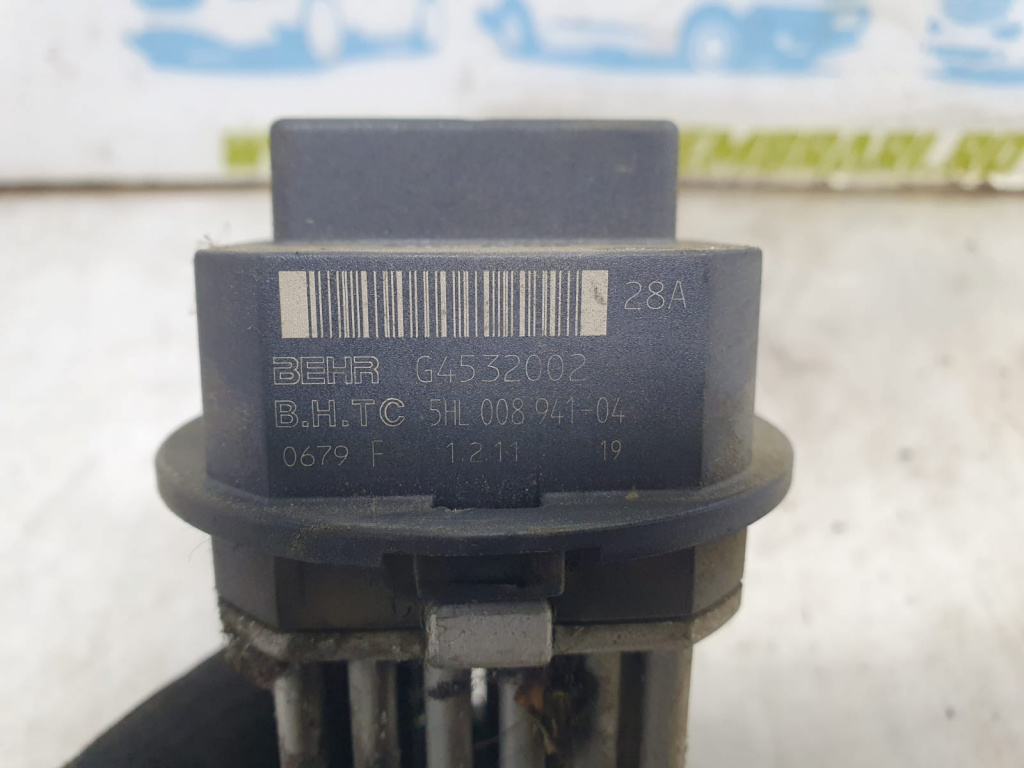 28A
BEHR G4532002
B.H.TC 5HL 008 941-04
0679 F 1.2.11 19